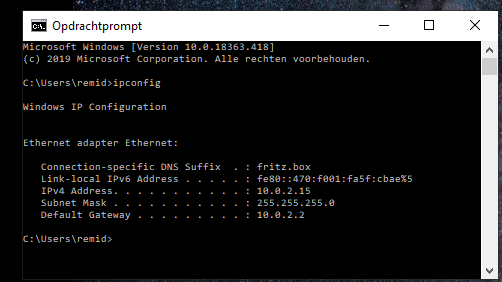 Opdrachtprompt
Microsoft Windows [Version 10.0.18363.418]
(c) 2019 Microsoft Corporation. Alle rechten voorbehouden.
C:\Users\remid>ipconfig
Windows IP Configuration
Ethernet adapter Ethernet:
Connection-specific DNS Suffix  . : fritz.box
Link-local IPv6 Address . . . . . : fe80::470:f001:fa5f:cbae%5
IPv4 Address. . . . . . . . . . . : 10.0.2.15
Subnet Mask . . . . . . . . . . . : 255.255.255.0
Default Gateway . . . . . . . . . : 10.0.2.2
C:\Users\remid>